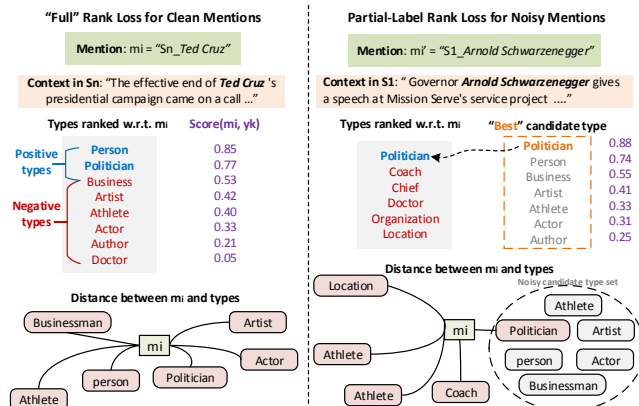 “Full” Rank Loss for Clean Mentions
Mention: mi = “Sn_Ted Cruz”
Context in Sn: “The effective end of Ted Cruz 's
presidential campaign came on a call …”
Types ranked w.r.t. mi
Score(mi, yk)
Positive
types
Negative
types
Person
0.85
Politician
0.77
Business
0.53
Artist
0.42
Athlete
0.40
Actor
0.33
Author
0.21
Doctor
0.05
Distance between mi and types
Businessman
Artist
mi
Actor
person
Politician
Athlete
Partial-Label Rank Loss for Noisy Mentions
Mention: mi’ = “S1_Arnold Schwarzenegger”
Context in S1: “ Governor Arnold Schwarzenegger gives
a speech at Mission Serve's service project ....”
Types ranked w.r.t. mi
“Best” candidate type
Politician
Coach
Chief
Doctor
Organization
Location
Politician
0.88
Person
0.74
Business
0.55
Artist
0.41
Athlete
0.33
Actor
0.31
Author
0.25
Distance between mi and types
Noisy candidate type set
Location
Athlete
mi
Politician
Artist
Athlete
person
Actor
Athlete
Coach
Businessman